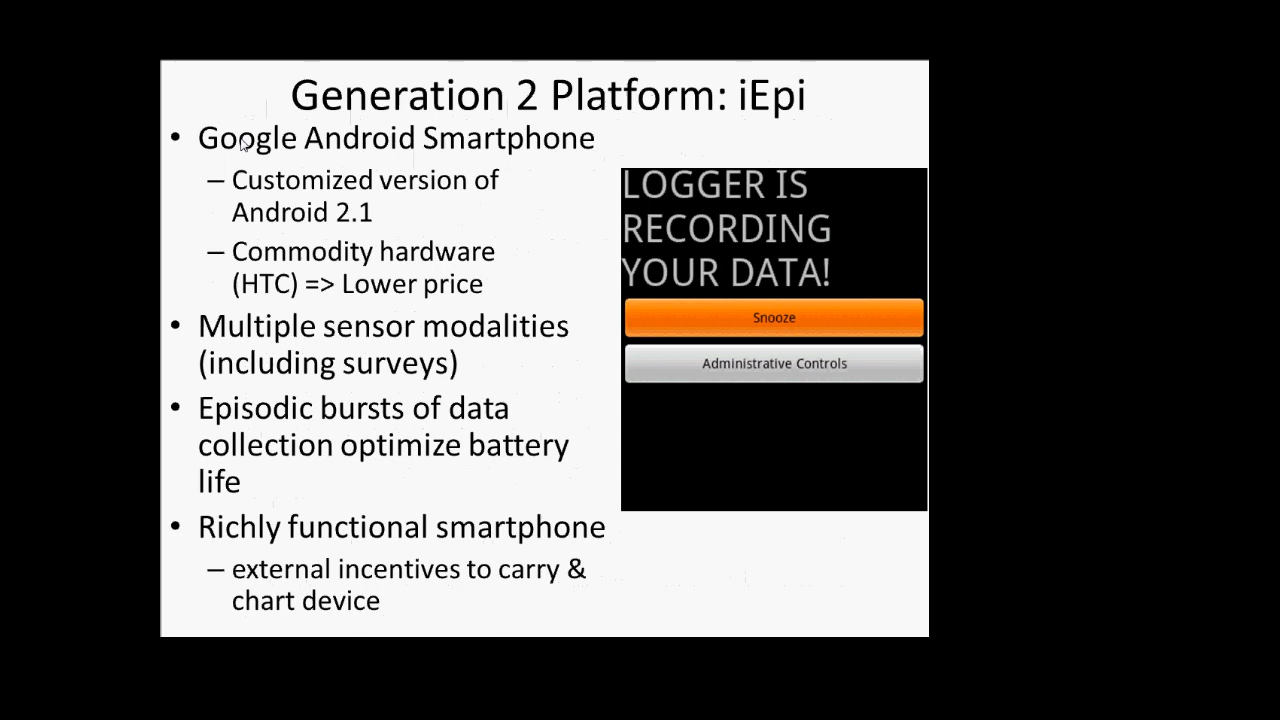 Generation 2 Platform: iEpi
• Google Android Smartphone
– Customized version of
Android 2.1
– Commodity hardware
(HTC) => Lower price
• Multiple sensor modalities
(including surveys)
• Episodic bursts of data
collection optimize battery
life
• Richly functional smartphone
– external incentives to carry &
chart device
LOGGER IS
RECORDING
YOUR DATA!
Snooze
Administrative Controls